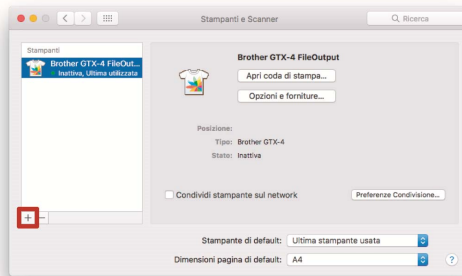 Stampanti e Scanner
Ricerca
Stampanti
Brother GTX-4 FileOut...
Inattiva, Ultima utilizzata
Brother GTX-4 FileOutput
Apri coda di stampa...
Opzioni e forniture...
Posizione:
Tipo: Brother GTX-4
Stato: Inattiva
Condividi stampante sul network
Preferenze Condivisione...
+ -
Stampante di default: Ultima stampante usata
Dimensioni pagina di default: A4
?